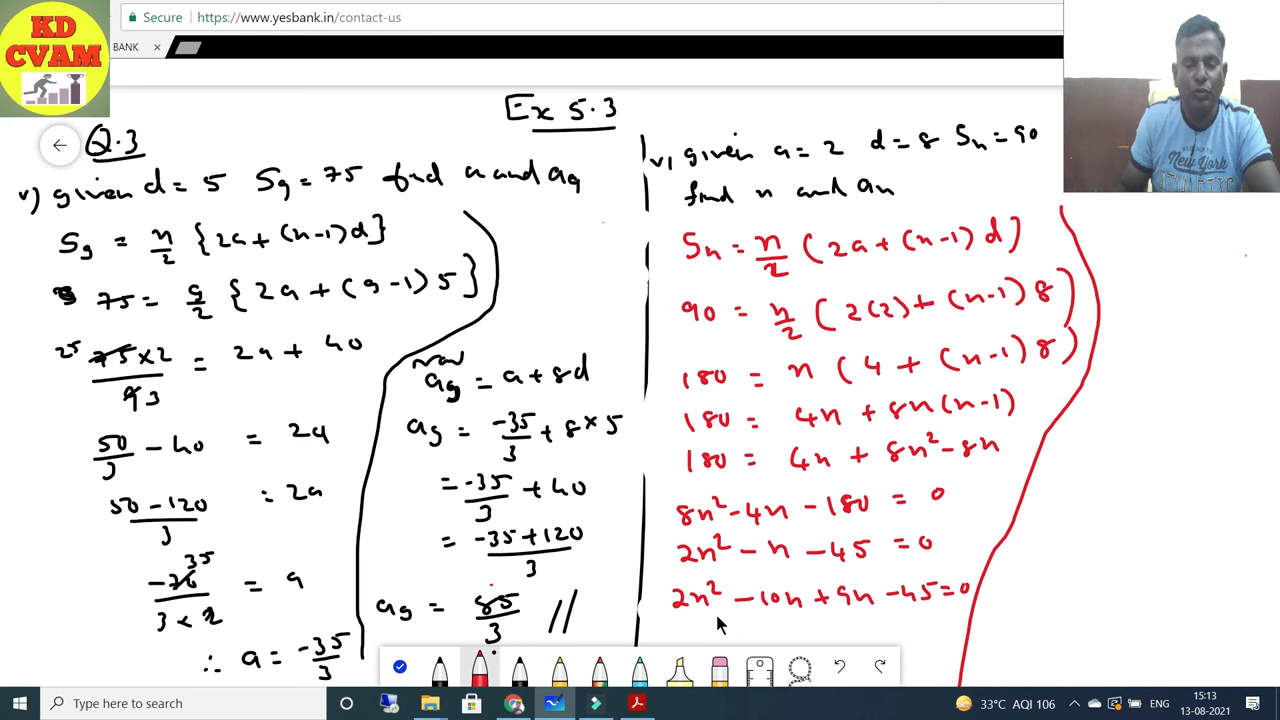 KD
CVAM
Secure https://www.yesbank.in/contact-us
BANK
Ex 5.3
Q.3
v) given d = 5 S9 = 75 find a and a9
S9 = n/2 {2a + (n-1)d}
75 = 9/2 {2a + (9-1) 5}
25 75 × 2 / 9 3 = 2a + 40
50/3 - 40 = 2a
50 - 120 / 3 = 2a
-70 35 / 3 × 2 = a
∴ a = -35/3
Now
a9 = a + 8d
a9 = -35/3 + 8 × 5
= -35/3 + 40
= -35 + 120 / 3
a9 = 85/3 //
vi) given a = 2 d = 8 Sn = 90
find n and an
Sn = n/2 (2a + (n-1) d)
90 = n/2 (2(2) + (n-1) 8)
180 = n (4 + (n-1) 8)
180 = 4n + 8n (n-1)
180 = 4n + 8n² - 8n
8n² - 4n - 180 = 0
2n² - n - 45 = 0
2n² - 10n + 9n - 45 = 0
Type here to search
33°C AQI 106
ENG
15:13
13-08-2021